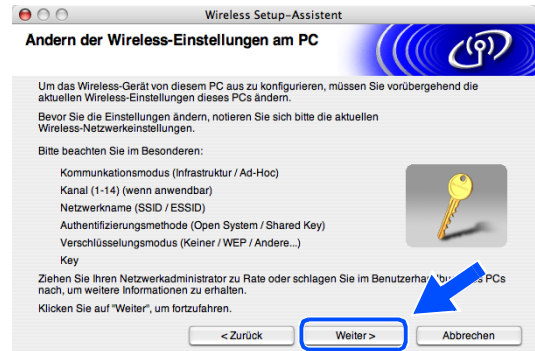 Wireless Setup-Assistent
Andern der Wireless-Einstellungen am PC
Um das Wireless-Gerät von diesem PC aus zu konfigurieren, müssen Sie vorübergehend die
aktuellen Wireless-Einstellungen dieses PCs ändern.
Bevor Sie die Einstellungen ändern, notieren Sie sich bitte die aktuellen
Wireless-Netzwerkeinstellungen.
Bitte beachten Sie im Besonderen:
Kommunkationsmodus (Infrastruktur / Ad-Hoc)
Kanal (1-14) (wenn anwendbar)
Netzwerkname (SSID / ESSID)
Authentifizierungsmethode (Open System / Shared Key)
Verschlüsselungsmodus (Keiner / WEP / Andere...)
Key
Ziehen Sie Ihren Netzwerkadministrator zu Rate oder schlagen Sie im PCs
nach, um weitere Informationen zu erhalten.
Klicken Sie auf "Weiter", um fortzufahren.
< Zurück
Weiter >
Abbrechen